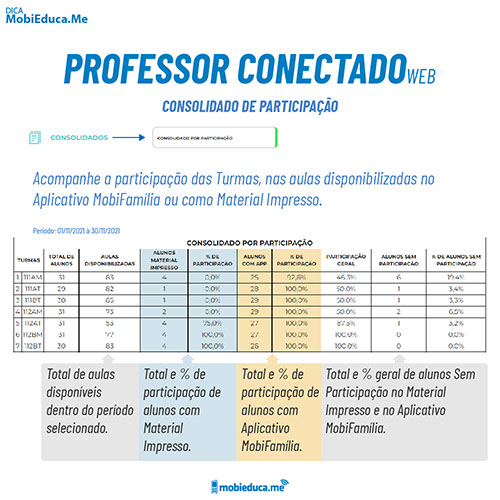 DICA
MobiEduca.Me
PROFESSOR CONECTADO WEB
CONSOLIDADO DE PARTICIPAÇÃO
CONSOLIDADOS
CONSOLIDADO POR PARTICIPAÇÃO
Acompanhe a participação das Turmas, nas aulas disponibilizadas no
Aplicativo MobiFamília ou como Material Impresso.
Período: 01/11/2021 à 30/11/2021
CONSOLIDADO POR PARTICIPAÇÃO
TURMAS TOTAL DE ALUNOS AULAS DISPONIBILIZADAS ALUNOS MATERIAL IMPRESSO % DE PARTICIPAÇÃO ALUNOS COM APP % DE PARTICIPAÇÃO PARTICIPAÇÃO GERAL ALUNOS SEM PARTICIPAÇÃO % DE ALUNOS SEM PARTICIPAÇÃO
1 111AM 31 83 4 0,0% 25 92,6% 46,3% 6 19,4%
2 111AT 29 82 1 0,0% 28 100,0% 50,0% 1 3,4%
3 111BT 30 65 1 0,0% 29 100,0% 50,0% 1 3,3%
4 112AM 31 73 2 0,0% 29 100,0% 50,0% 2 6,5%
5 112AT 31 53 4 75,0% 27 100,0% 87,5% 1 3,2%
6 112BM 31 77 4 100,0% 27 100,0% 100,0% 0 0,0%
7 112BT 30 83 4 100,0% 26 100,0% 100,0% 0 0,0%
Total de aulas
disponíveis
dentro do período
selecionado.
Total e % de
participação de
alunos com
Material
Impresso.
Total e % de
participação de
alunos com
Aplicativo
MobiFamília.
Total e % geral de alunos Sem
Participação no Material
Impresso e no Aplicativo
MobiFamília.
mobieduca.me